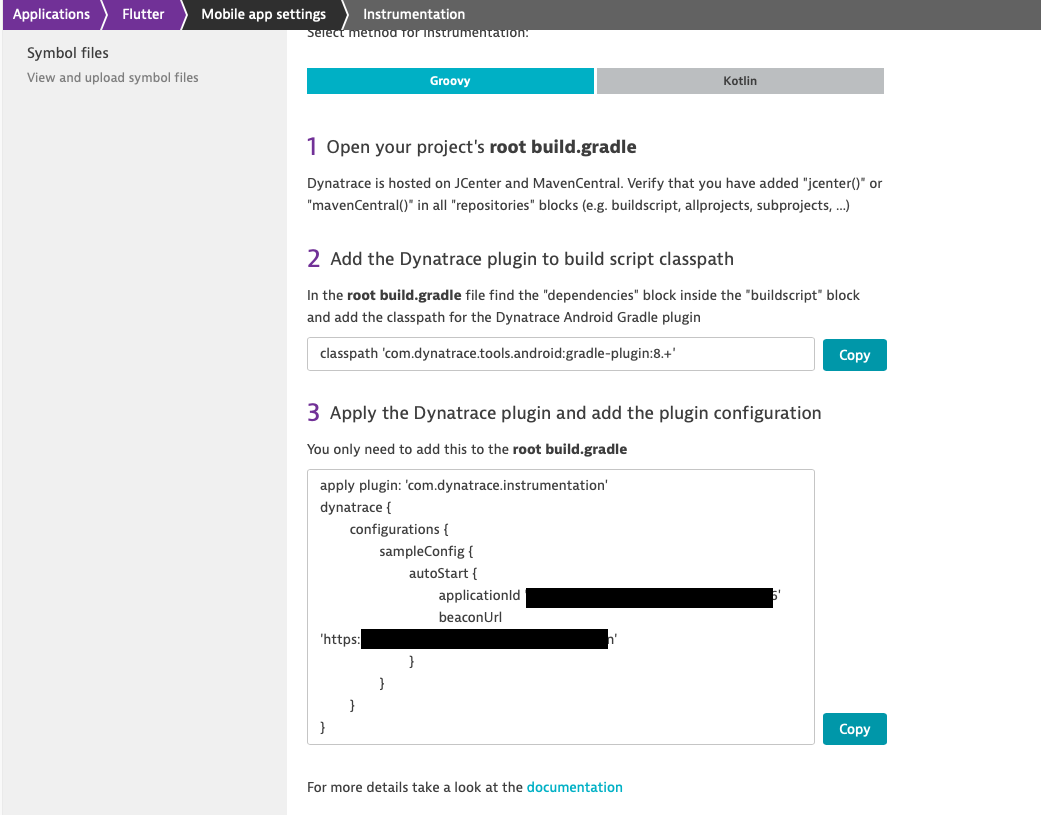 Applications
Flutter
Mobile app settings
Instrumentation
Symbol files
View and upload symbol files
Select method for instrumentation:
Groovy
Kotlin
1 Open your project's root build.gradle
Dynatrace is hosted on JCenter and MavenCentral. Verify that you have added "jcenter()" or
"mavenCentral()" in all "repositories" blocks (e.g. buildscript, allprojects, subprojects, ...)
2 Add the Dynatrace plugin to build script classpath
In the root build.gradle file find the "dependencies" block inside the "buildscript" block
and add the classpath for the Dynatrace Android Gradle plugin
classpath 'com.dynatrace.tools.android:gradle-plugin:8.+'
Copy
3 Apply the Dynatrace plugin and add the plugin configuration
You only need to add this to the root build.gradle
apply plugin: 'com.dynatrace.instrumentation'
dynatrace {
configurations {
sampleConfig {
autoStart {
applicationId '
beaconUrl
'https:
}
}
}
}
Copy
For more details take a look at the documentation